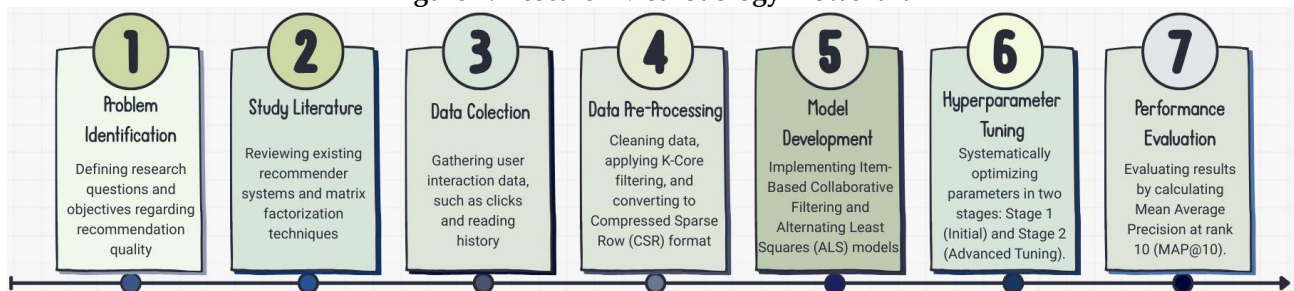 1
Problem
Identification
Defining research
questions and
objectives regarding
recommendation
quality
2
Study Literature
Reviewing existing
recommender
systems and matrix
factorization
techniques
3
Data Colection
Gathering user
interaction data,
such as clicks
and reading
history
4
Data Pre-Processing
Cleaning data,
applying K-Core
filtering, and
converting to
Compressed Sparse
Row (CSR) format
5
Model
Development
Implementing Item-
Based Collaborative
Filtering and
Alternating Least
Squares (ALS) models
6
Hyperparameter
Tuning
Systematically
optimizing
parameters in two
stages: Stage 1
(Initial) and Stage 2
(Advanced Tuning).
7
Performance
Evaluation
Evaluating results
by calculating
Mean Average
Precision at rank
10 (MAP@10).